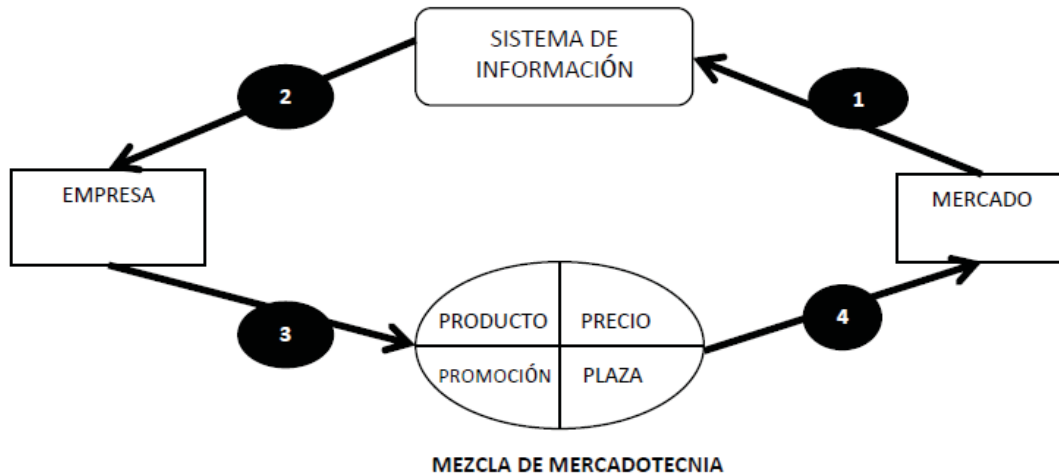 SISTEMA DE
INFORMACIÓN
2
1
EMPRESA
MERCADO
3
4
PRODUCTO
PRECIO
PROMOCIÓN
PLAZA
MEZCLA DE MERCADOTECNIA